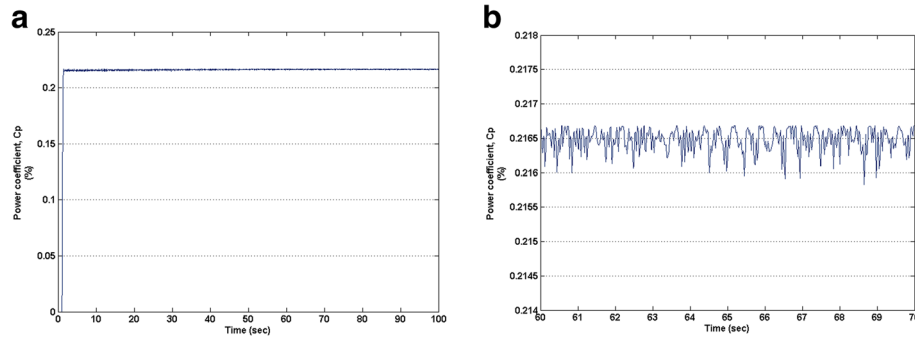 a
0.25
0.2
0.15
0.1
0.05
0
Power coefficient, Cp
(%)
0 10 20 30 40 50 60 70 80 90 100
Time (sec)
b
0.218
0.2175
0.217
0.2165
0.216
0.2155
0.215
0.2145
0.214
Power coefficient, Cp
(%)
60 61 62 63 64 65 66 67 68 69 70
Time (sec)